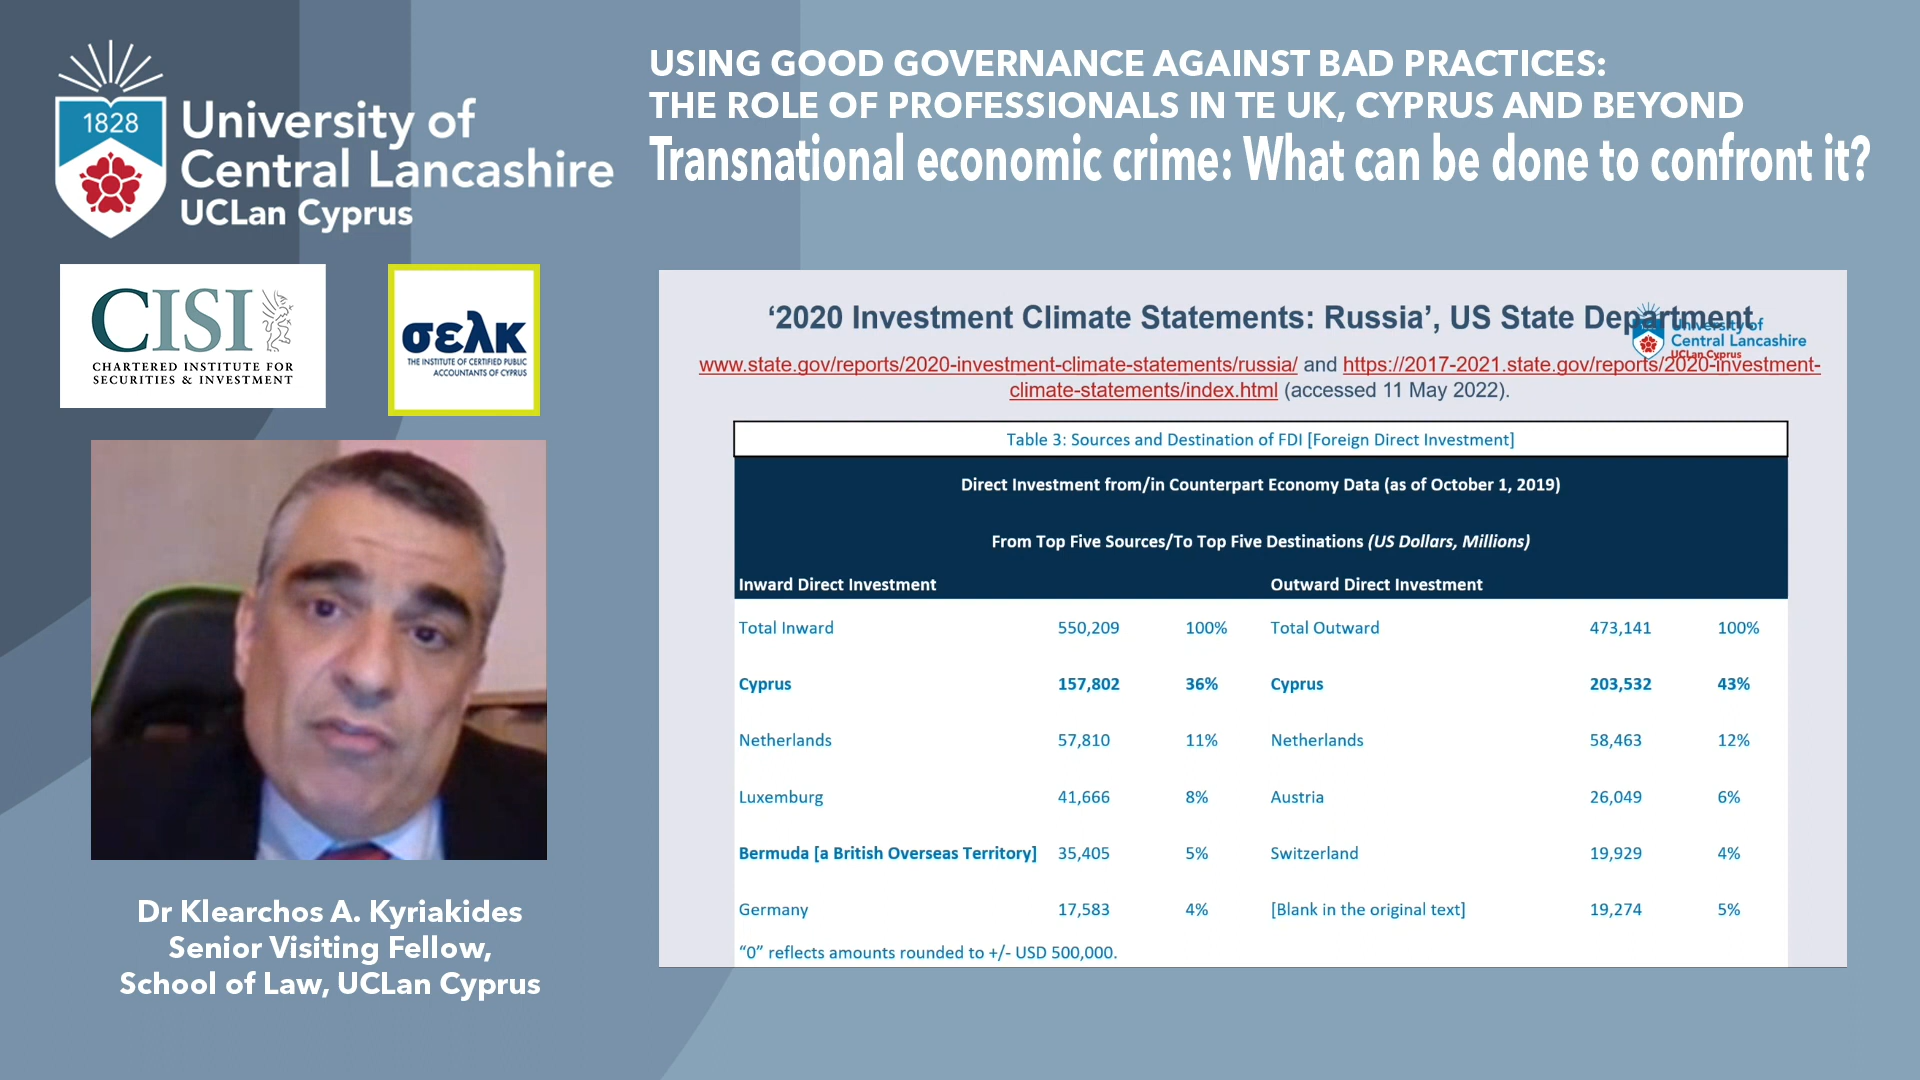 1828
University of
Central Lancashire
UCLan Cyprus
USING GOOD GOVERNANCE AGAINST BAD PRACTICES:
THE ROLE OF PROFESSIONALS IN TE UK, CYPRUS AND BEYOND
Transnational economic crime: What can be done to confront it?
CISI
CHARTERED INSTITUTE FOR
SECURITIES & INVESTMENT
σελκ
THE INSTITUTE OF CERTIFIED PUBLIC
ACCOUNTANTS OF CYPRUS
Dr Klearchos A. Kyriakides
Senior Visiting Fellow,
School of Law, UCLan Cyprus
‘2020 Investment Climate Statements: Russia’, US State Department
University of
Central Lancashire
UCLan Cyprus
www.state.gov/reports/2020-investment-climate-statements/russia/ and https://2017-2021.state.gov/reports/2020-investment-
climate-statements/index.html (accessed 11 May 2022).
Table 3: Sources and Destination of FDI [Foreign Direct Investment]
Direct Investment from/in Counterpart Economy Data (as of October 1, 2019)
From Top Five Sources/To Top Five Destinations (US Dollars, Millions)
Inward Direct Investment Outward Direct Investment
Total Inward 550,209 100% Total Outward 473,141 100%
Cyprus 157,802 36% Cyprus 203,532 43%
Netherlands 57,810 11% Netherlands 58,463 12%
Luxemburg 41,666 8% Austria 26,049 6%
Bermuda [a British Overseas Territory] 35,405 5% Switzerland 19,929 4%
Germany 17,583 4% [Blank in the original text] 19,274 5%
“0” reflects amounts rounded to +/- USD 500,000.